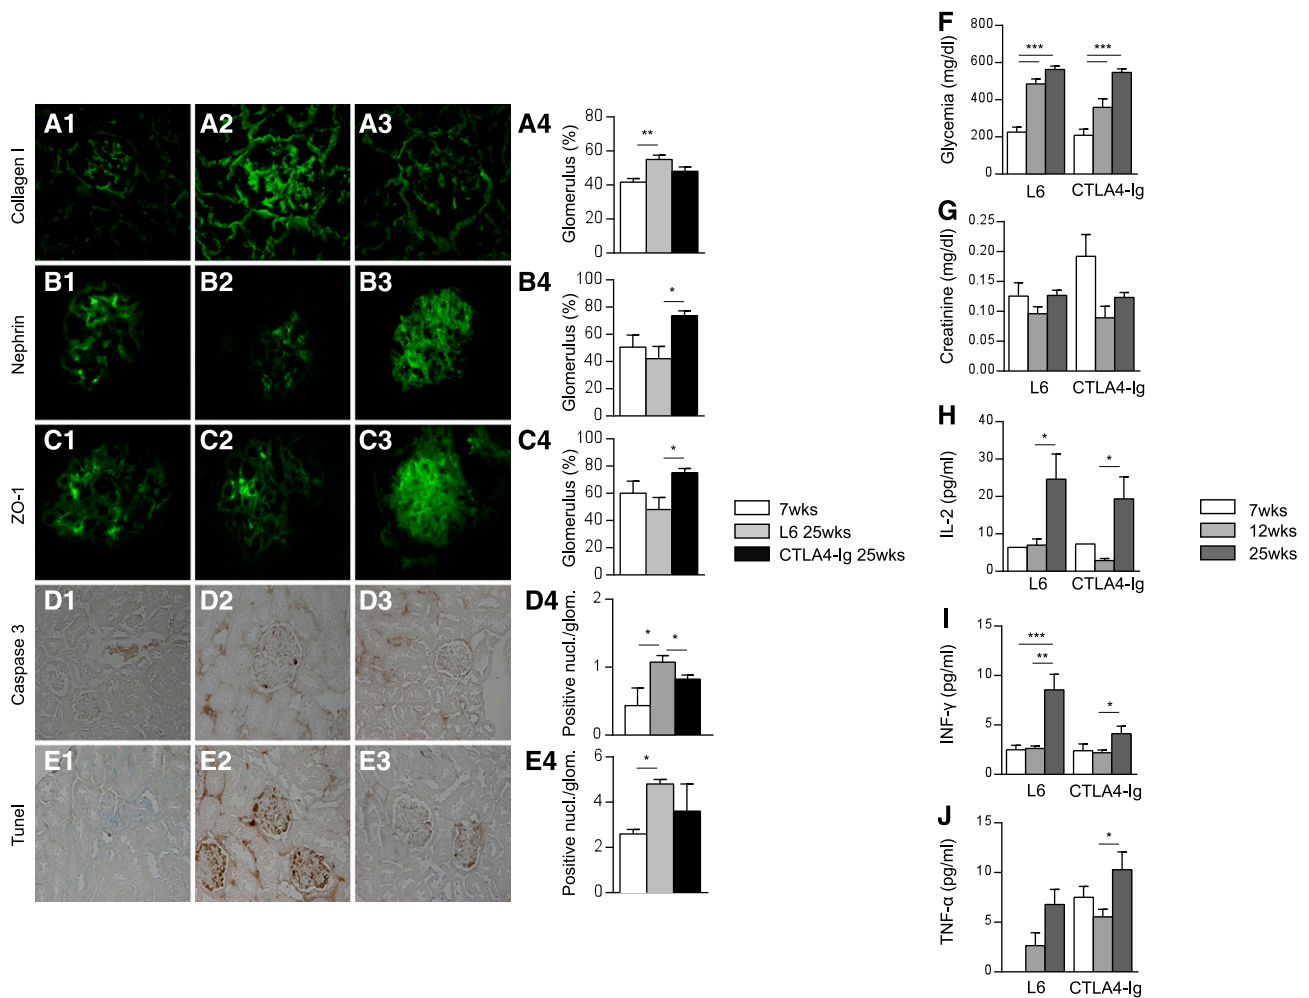 Collagen I
A1
A2
A3
A4
Glomerulus (%)
80
60
40
20
0
**
Nephrin
B1
B2
B3
B4
Glomerulus (%)
100
80
60
40
20
0
*
ZO-1
C1
C2
C3
C4
Glomerulus (%)
100
80
60
40
20
0
*
7wks
L6 25wks
CTLA4-Ig 25wks
Caspase 3
D1
D2
D3
D4
Positive nucl./glom.
2
1
0
* *
Tunel
E1
E2
E3
E4
Positive nucl./glom.
6
4
2
0
*
F
Glycemia (mg/dl)
800
600
400
200
0
*** ***
L6 CTLA4-Ig
G
Creatinine (mg/dl)
0.25
0.20
0.15
0.10
0.05
0.00
L6 CTLA4-Ig
H
IL-2 (pg/ml)
40
30
20
10
0
* *
L6 CTLA4-Ig
7wks
12wks
25wks
I
INF-γ (pg/ml)
15
10
5
0
***
**
*
L6 CTLA4-Ig
J
TNF-α (pg/ml)
15
10
5
0
*
L6 CTLA4-Ig